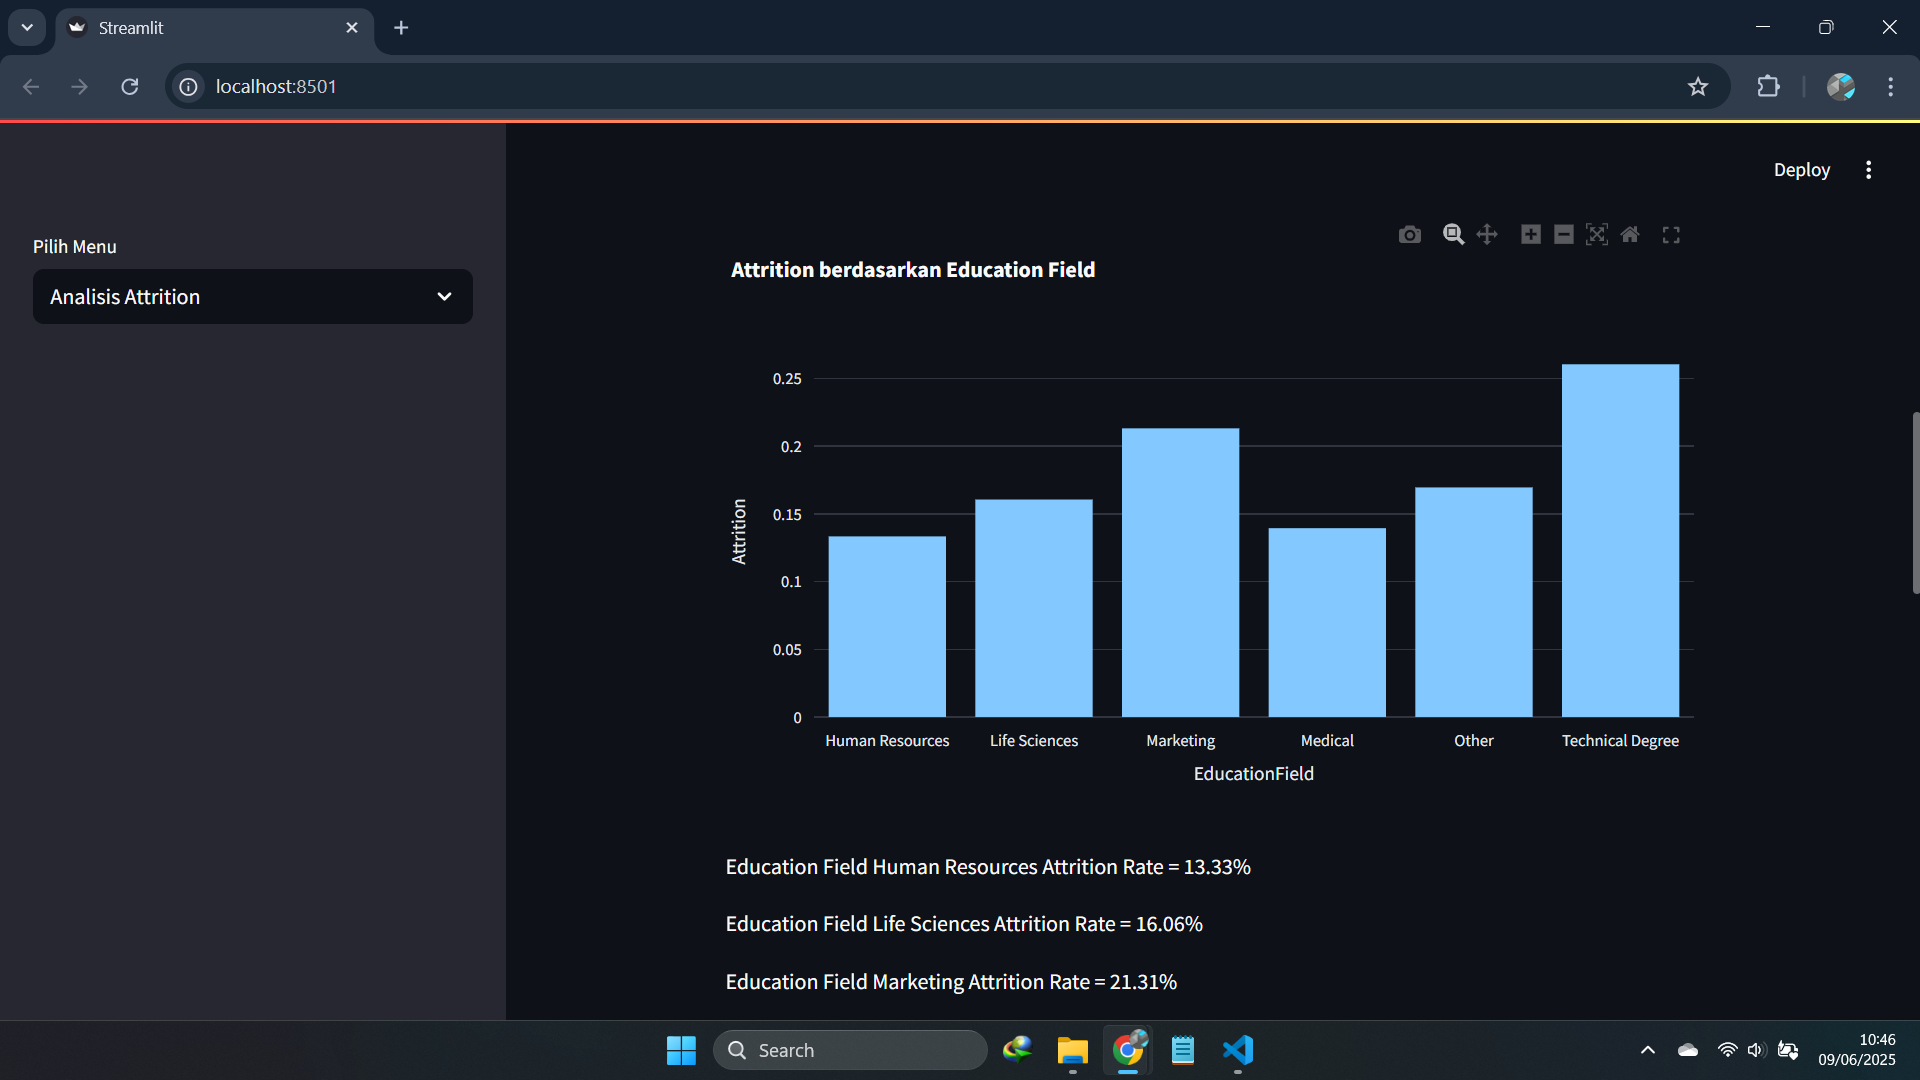 Streamlit
localhost:8501
Deploy
Pilih Menu
Analisis Attrition
Attrition berdasarkan Education Field
0.25
0.2
0.15
0.1
0.05
0
Attrition
Human Resources
Life Sciences
Marketing
Medical
Other
Technical Degree
EducationField
Education Field Human Resources Attrition Rate = 13.33%
Education Field Life Sciences Attrition Rate = 16.06%
Education Field Marketing Attrition Rate = 21.31%
Search
10:46
09/06/2025